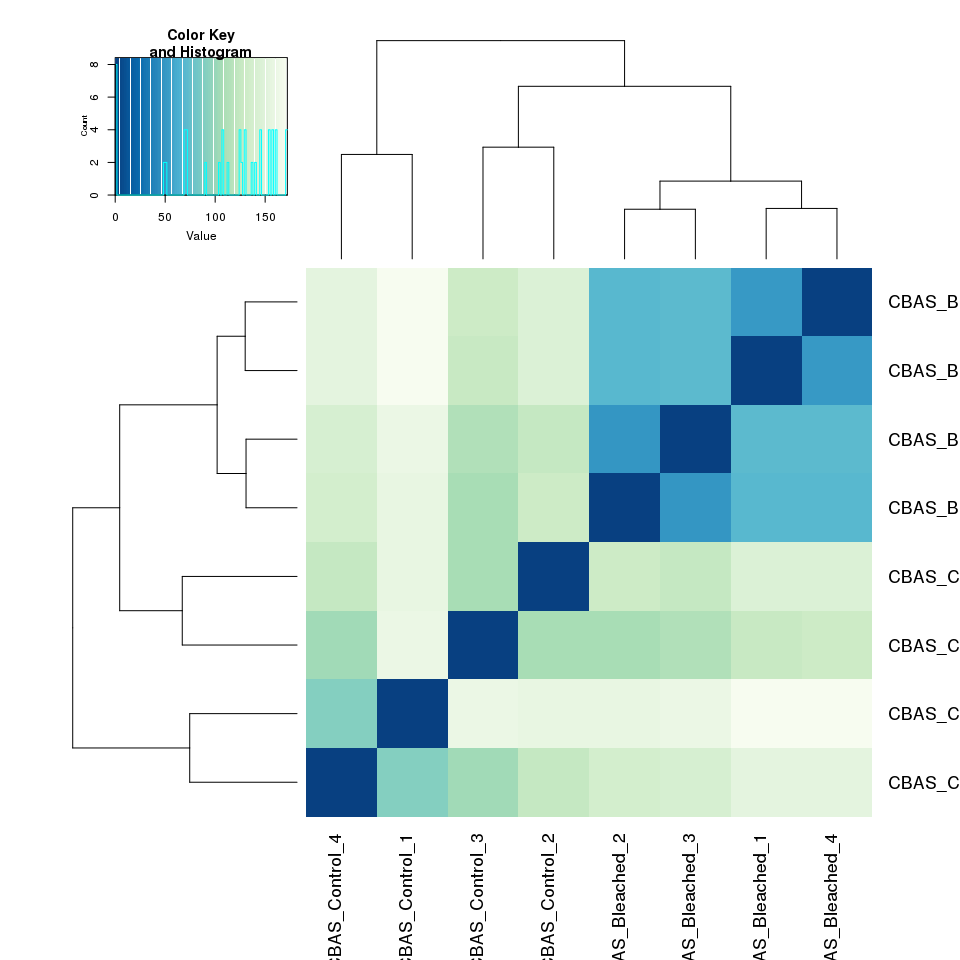 Color Key
and Histogram
Count
0
2
4
6
8
0 50 100 150
Value
CBAS_B
CBAS_B
CBAS_B
CBAS_B
CBAS_C
CBAS_C
CBAS_C
CBAS_C
CBAS_Control_4
CBAS_Control_1
CBAS_Control_3
CBAS_Control_2
AS_Bleached_2
AS_Bleached_3
AS_Bleached_1
AS_Bleached_4